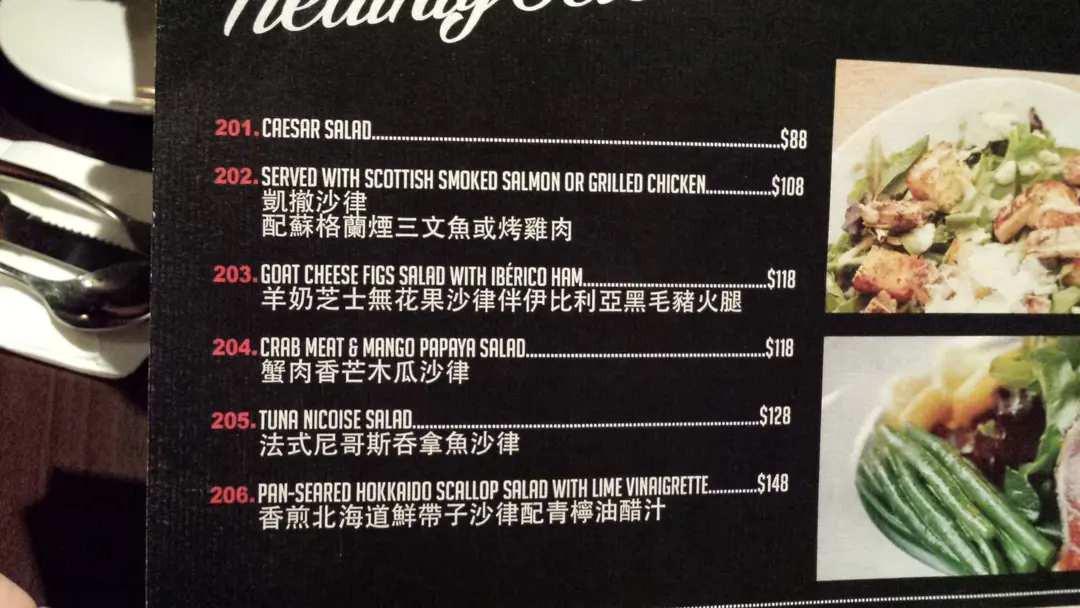 201. CAESAR SALAD $88
202. SERVED WITH SCOTTISH SMOKED SALMON OR GRILLED CHICKEN $108
凱撤沙律
配蘇格蘭煙三文魚或烤雞肉
203. GOAT CHEESE FIGS SALAD WITH IBÉRICO HAM $118
羊奶芝士無花果沙律伴伊比利亞黑毛豬火腿
204. CRAB MEAT & MANGO PAPAYA SALAD $118
蟹肉香芒木瓜沙律
205. TUNA NICOISE SALAD $128
法式尼哥斯吞拿魚沙律
206. PAN-SEARED HOKKAIDO SCALLOP SALAD WITH LIME VINAIGRETTE $148
香煎北海道鮮帶子沙律配青檸油醋汁